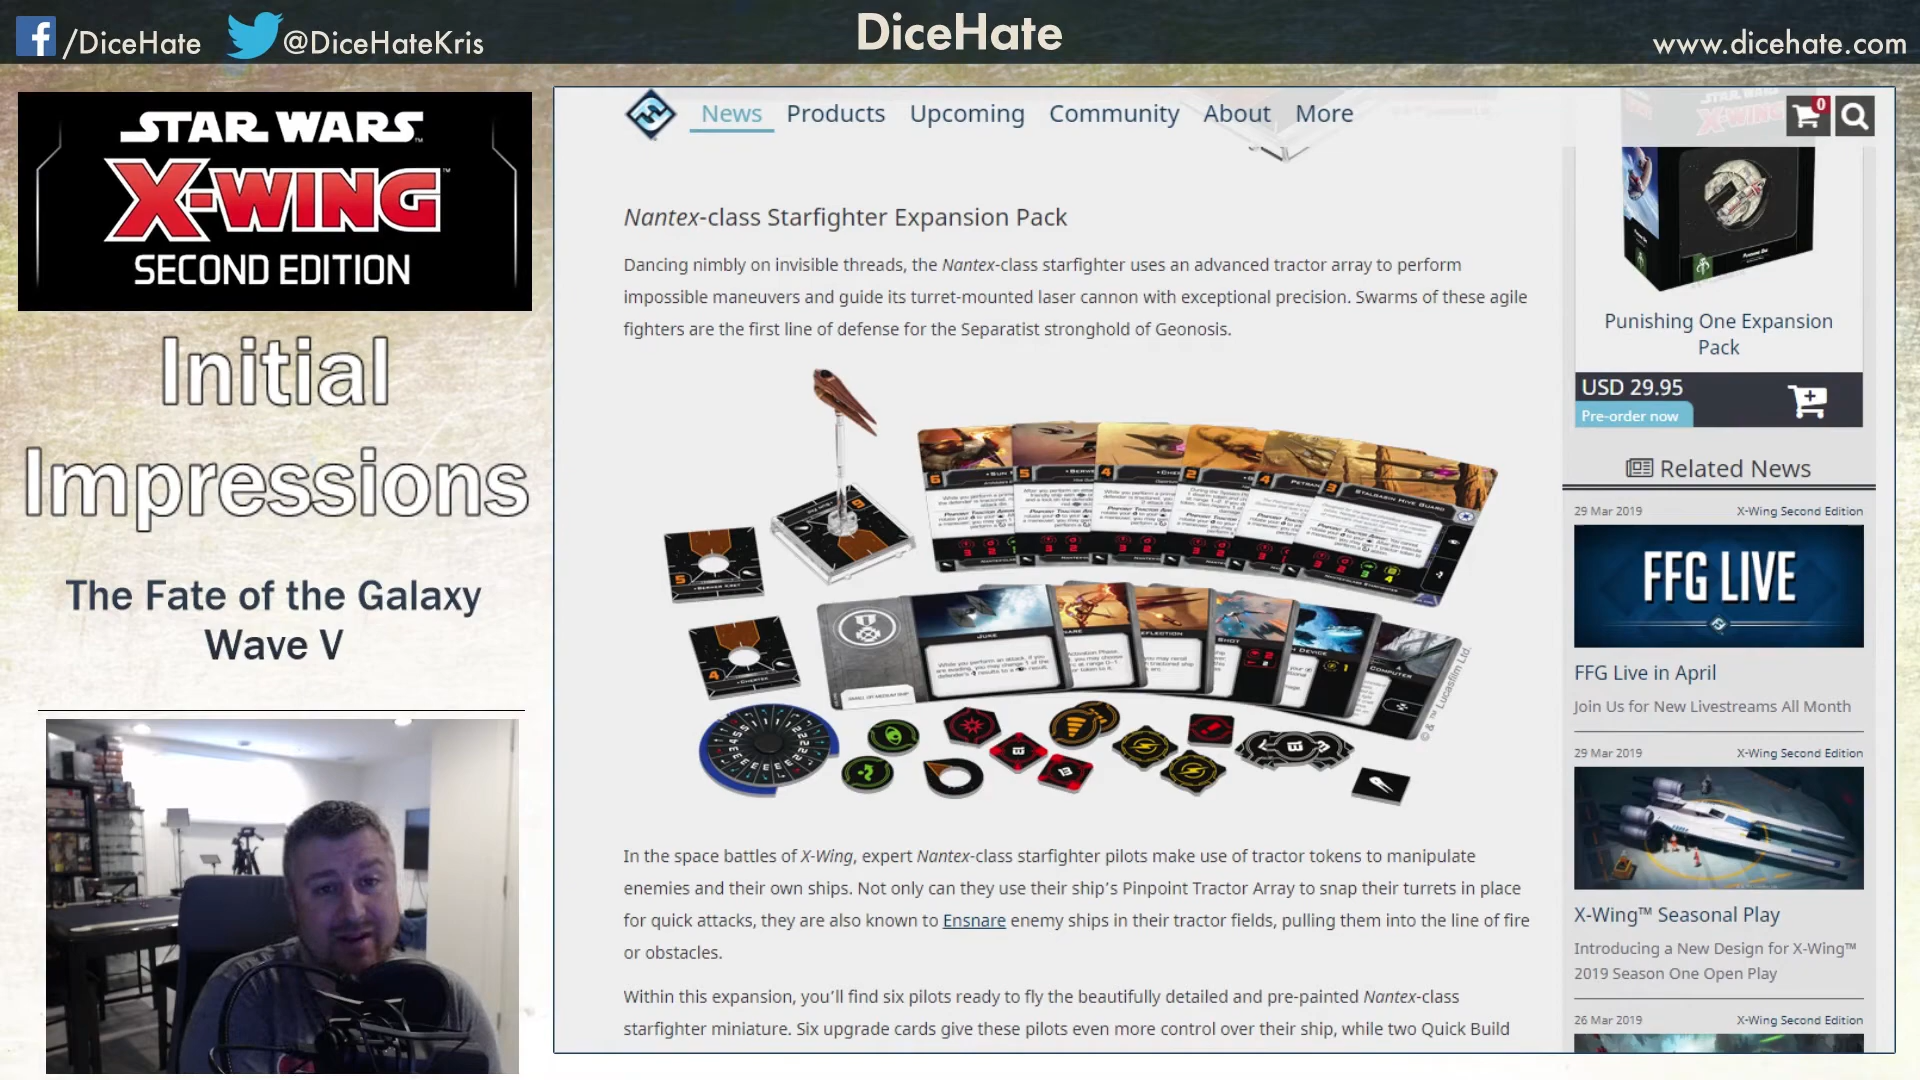 /DiceHate
@DiceHateKris
DiceHate
www.dicehate.com
STAR WARS
X-WING
SECOND EDITION
Initial
Impressions
The Fate of the Galaxy
Wave V
News Products Upcoming Community About More
0
Nantex-class Starfighter Expansion Pack
Dancing nimbly on invisible threads, the Nantex-class starfighter uses an advanced tractor array to perform
impossible maneuvers and guide its turret-mounted laser cannon with exceptional precision. Swarms of these agile
fighters are the first line of defense for the Separatist stronghold of Geonosis.
STALGASIN HIVE GUARD
JUKE
© & ™ Lucasfilm Ltd.
In the space battles of X-Wing, expert Nantex-class starfighter pilots make use of tractor tokens to manipulate
enemies and their own ships. Not only can they use their ship's Pinpoint Tractor Array to snap their turrets in place
for quick attacks, they are also known to Ensnare enemy ships in their tractor fields, pulling them into the line of fire
or obstacles.
Within this expansion, you'll find six pilots ready to fly the beautifully detailed and pre-painted Nantex-class
starfighter miniature. Six upgrade cards give these pilots even more control over their ship, while two Quick Build
Punishing One Expansion
Pack
USD 29.95
Pre-order now
Related News
29 Mar 2019 X-Wing Second Edition
FFG LIVE
FFG Live in April
Join Us for New Livestreams All Month
29 Mar 2019 X-Wing Second Edition
X-Wing™ Seasonal Play
Introducing a New Design for X-Wing™
2019 Season One Open Play
26 Mar 2019 X-Wing Second Edition